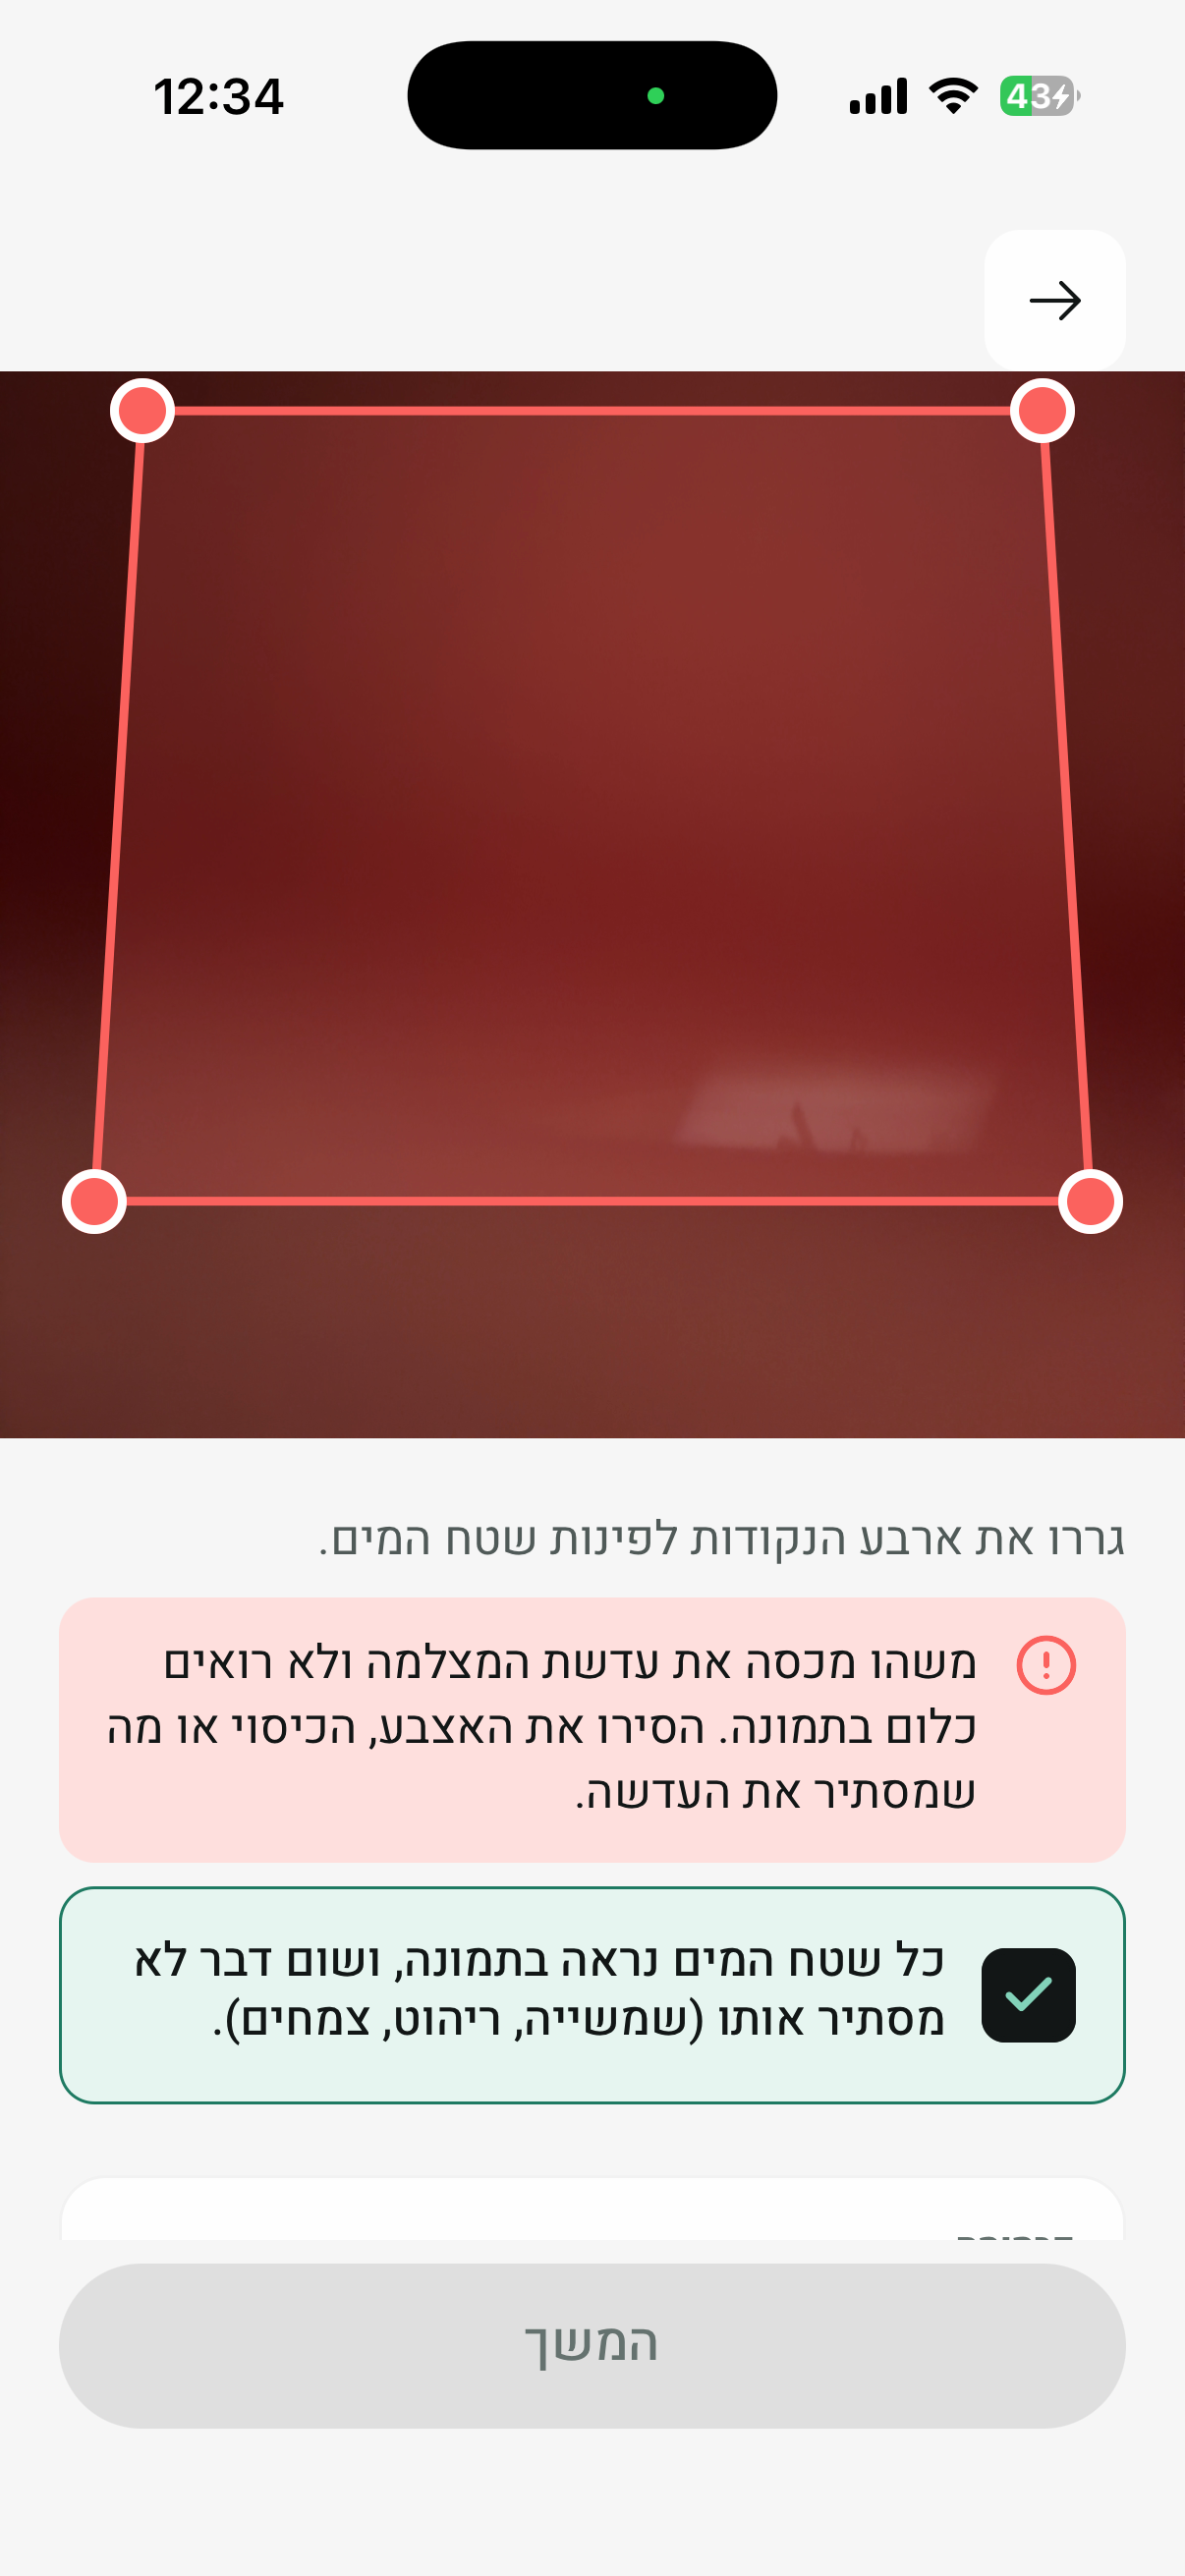 12:34
43
גררו את ארבע הנקודות לפינות שטח המים.
משהו מכסה את עדשת המצלמה ולא רואים
כלום בתמונה. הסירו את האצבע, הכיסוי או מה
שמסתיר את העדשה.
כל שטח המים נראה בתמונה, ושום דבר לא
מסתיר אותו (שמשייה, ריהוט, צמחים).
המשך